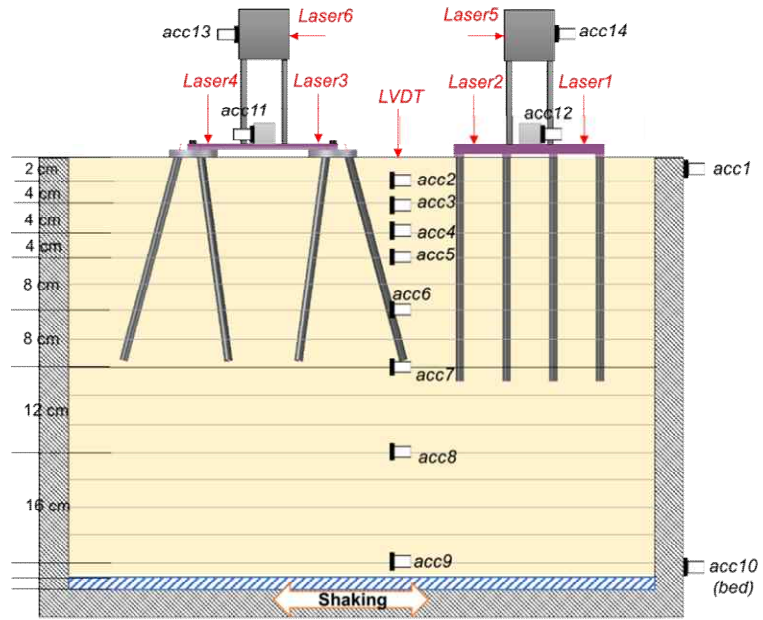 Laser6
Laser5
acc13
acc14
Laser4
Laser3
Laser2
Laser1
LVDT
acc11
acc12
2 cm
acc1
acc2
4 cm
acc3
4 cm
acc4
4 cm
acc5
8 cm
acc6
8 cm
acc7
12 cm
acc8
16 cm
acc9
acc10
(bed)
Shaking